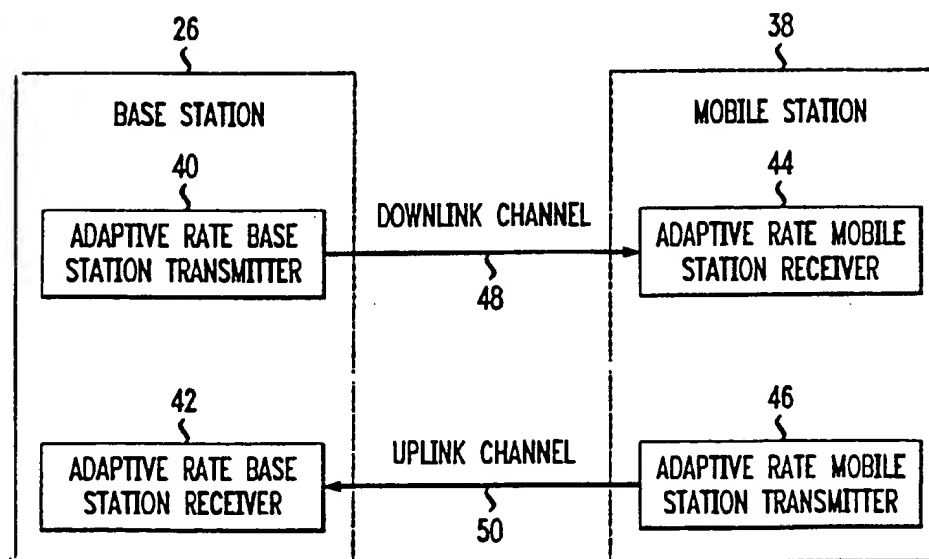 26
38
BASE STATION
MOBILE STATION
40
44
ADAPTIVE RATE BASE
STATION TRANSMITTER
DOWNLINK CHANNEL
48
ADAPTIVE RATE MOBILE
STATION RECEIVER
42
46
ADAPTIVE RATE BASE
STATION RECEIVER
UPLINK CHANNEL
50
ADAPTIVE RATE MOBILE
STATION TRANSMITTER